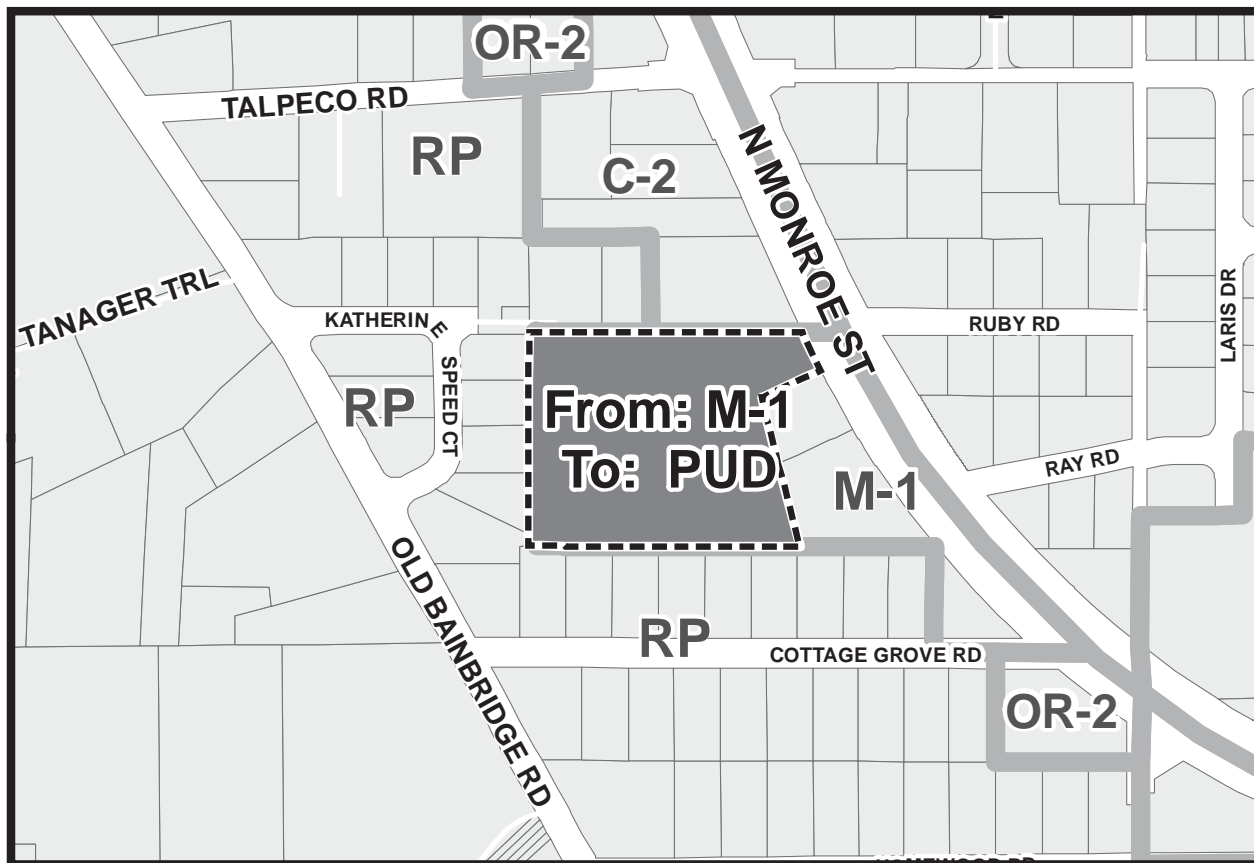 OR-2
TALPECO RD
RP
C-2
N MONROE ST
TANAGER TRL
KATHERINE SPEED CT
RUBY RD
LARIS DR
RP
From: M-1
To: PUD
M-1
RAY RD
OLD BAINBRIDGE RD
RP
COTTAGE GROVE RD
OR-2